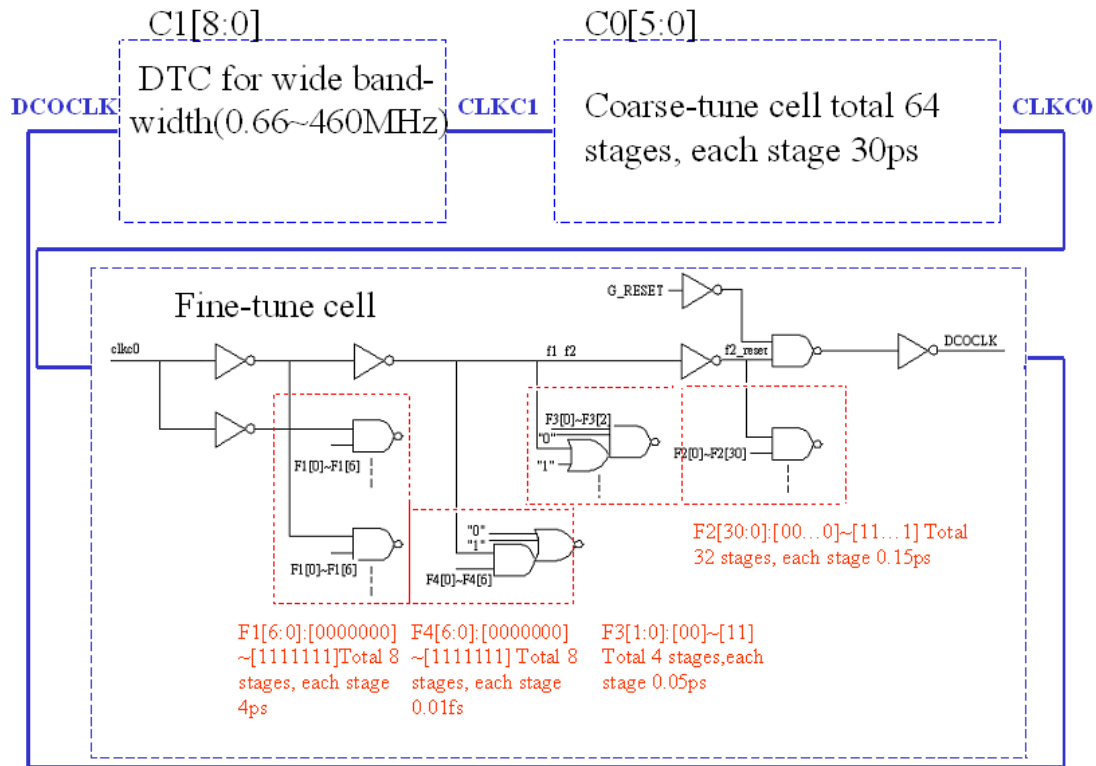 C1[8:0]
C0[5:0]
DTC for wide band-
width(0.66~460MHz)
DCOCLK
CLKC1
Coarse-tune cell total 64
stages, each stage 30ps
CLKC0
Fine-tune cell
G_RESET
clkc0
f1_f2
f2_reset
DCOCLK
F1[0]~F1[6]
F3[0]~F3[2]
"0"
"1"
F2[0]~F2[30]
"0"
"1"
F1[0]~F1[6]
F4[0]~F4[6]
F2[30:0]:[00...0]~[11...1] Total
32 stages, each stage 0.15ps
F1[6:0]:[0000000]
~[1111111]Total 8
stages, each stage
4ps
F4[6:0]:[0000000]
~[1111111] Total 8
stages, each stage
0.01fs
F3[1:0]:[00]~[11]
Total 4 stages,each
stage 0.05ps